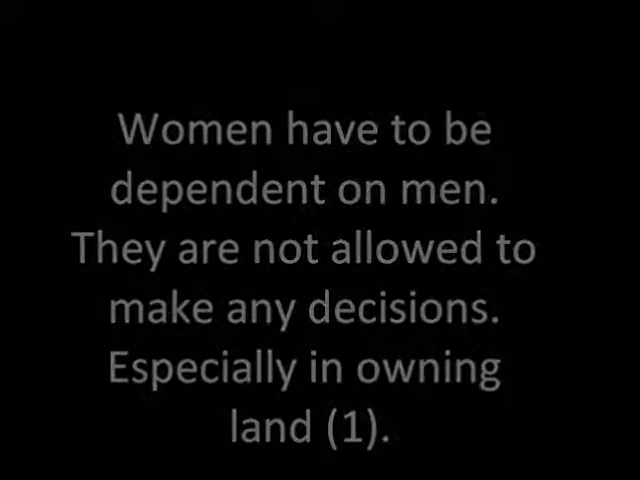 Women have to be
dependent on men.
They are not allowed to
make any decisions.
Especially in owning
land (1).